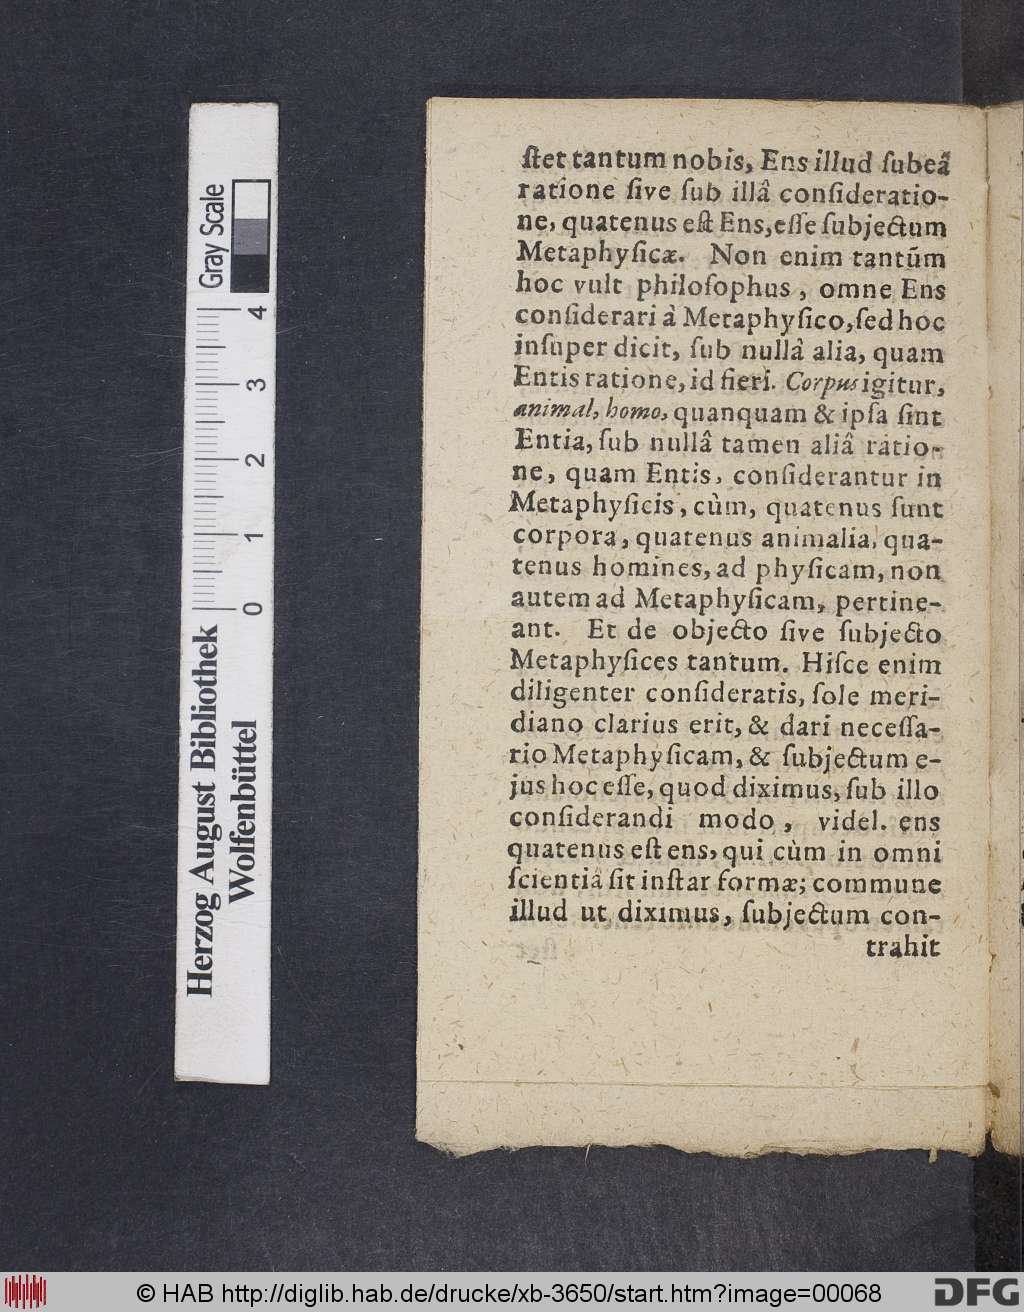 ſtet tantum nobis, Ens illud ſub eâ
ratione ſive ſub illâ conſideratio-
ne, quatenus eſt Ens, eſſe ſubjectum
Metaphyſicæ. Non enim tantūm
hoc vult philoſophus, omne Ens
conſiderari â Metaphyſico, ſed hoc
inſuper dicit, ſub nullâ alia, quam
Entis ratione, id fieri. Corpus igitur,
animal, homo, quanquam & ipſa ſint
Entia, ſub nullâ tamen aliâ ratio-
ne, quam Entis, conſiderantur in
Metaphyſicis, cùm, quatenus ſunt
corpora, quatenus animalia, qua-
tenus homines, ad phyſicam, non
autem ad Metaphyſicam, pertine-
ant. Et de objecto ſive ſubjecto
Metaphyſices tantum. Hiſce enim
diligenter conſideratis, ſole meri-
diano clarius erit, & dari neceſſa-
rio Metaphyſicam, & ſubjectum e-
jus hoc eſſe, quod diximus, ſub illo
conſiderandi modo, videl. ens
quatenus eſt ens, qui cùm in omni
ſcientiâ ſit inſtar formæ; commune
illud ut diximus, ſubjectum con-
trahit
Gray Scale
0 1 2 3 4
Herzog August Bibliothek
Wolfenbüttel
© HAB http://diglib.hab.de/drucke/xb-3650/start.htm?image=00068
DFG